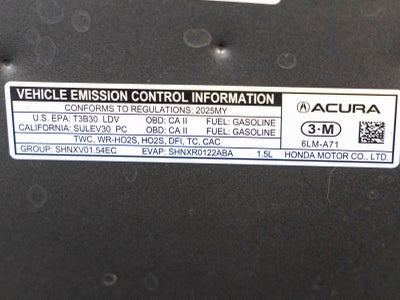 VEHICLE EMISSION CONTROL INFORMATION
CONFORMS TO REGULATIONS: 2025MY
U.S. EPA: T3B30 LDV OBD: CA II FUEL: GASOLINE
CALIFORNIA: SULEV30 PC OBD: CA II FUEL: GASOLINE
TWC, WR-HO2S, HO2S, DFI, TC, CAC
GROUP: SHNXV01.54EC EVAP: SHNXR0122ABA 1.5L
ACURA
3·M
6LM-A71
HONDA MOTOR CO., LTD.